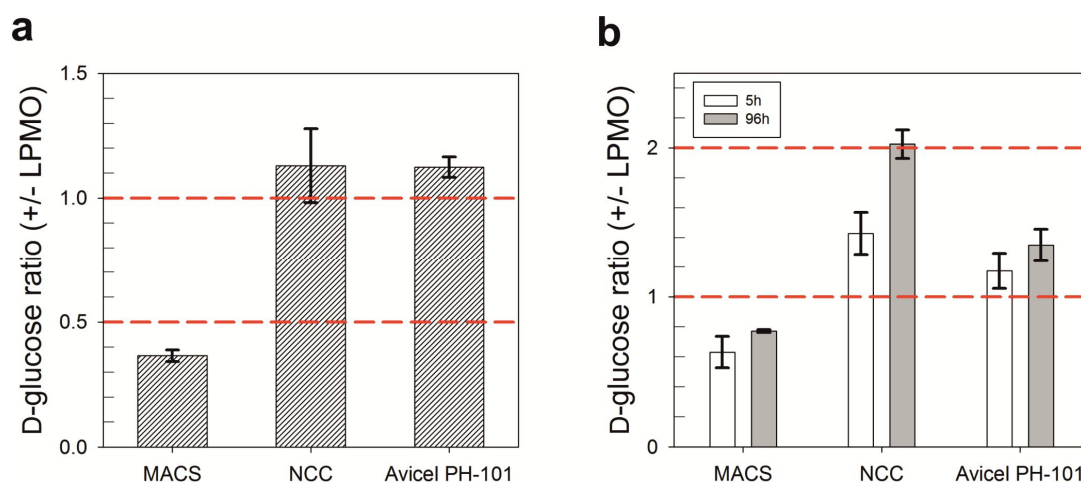 a
D-glucose ratio (+/- LPMO)
1.5
1.0
0.5
0.0
MACS NCC Avicel PH-101
b
D-glucose ratio (+/- LPMO)
5h
96h
2
1
0
MACS NCC Avicel PH-101